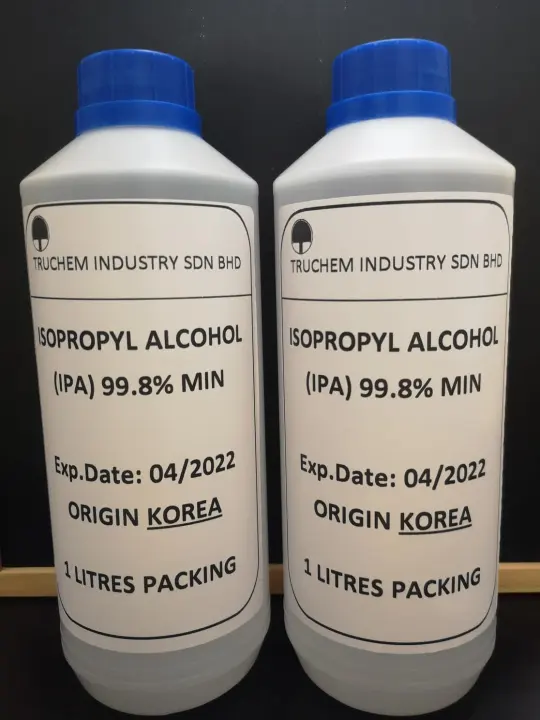 TRUCHEM INDUSTRY SDN BHD
ISOPROPYL ALCOHOL
(IPA) 99.8% MIN
Exp.Date: 04/2022
ORIGIN KOREA
1 LITRES PACKING
TRUCHEM INDUSTRY SDN BHD
ISOPROPYL ALCOHOL
(IPA) 99.8% MIN
Exp.Date: 04/2022
ORIGIN KOREA
1 LITRES PACKING